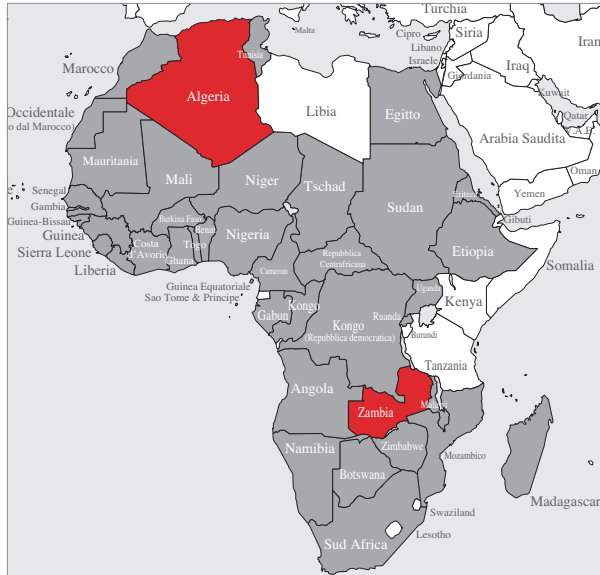 Turchia
Malta
Cipro
Siria
Libano
Iran
Tunisia
Israele
Marocco
Iraq
Giordania
Algeria
Kuwait
Libia
Egitto
Occidentale
Qatar
o dal Marocco)
V.A.E.
Arabia Saudita
Mauritania
Oman
Mali
Niger
Tschad
Senegal
Eritrea
Yemen
Gambia
Sudan
Burkina Faso
Guinea-Bissau
Gibuti
Benin
Nigeria
Guinea
Costa
d'Avorio
Togo
Etiopia
Sierra Leone
Ghana
Repubblica
Centrafricana
Somalia
Liberia
Camerun
Guinea Equatoriale
Uganda
Kenya
Sao Tome & Principe
Kongo
Gabun
Ruanda
Kongo
(Repubblica democratica)
Burundi
Tanzania
Angola
Malawi
Zambia
Namibia
Zimbabwe
Mozambico
Botswana
Madagascar
Swaziland
Lesotho
Sud Africa